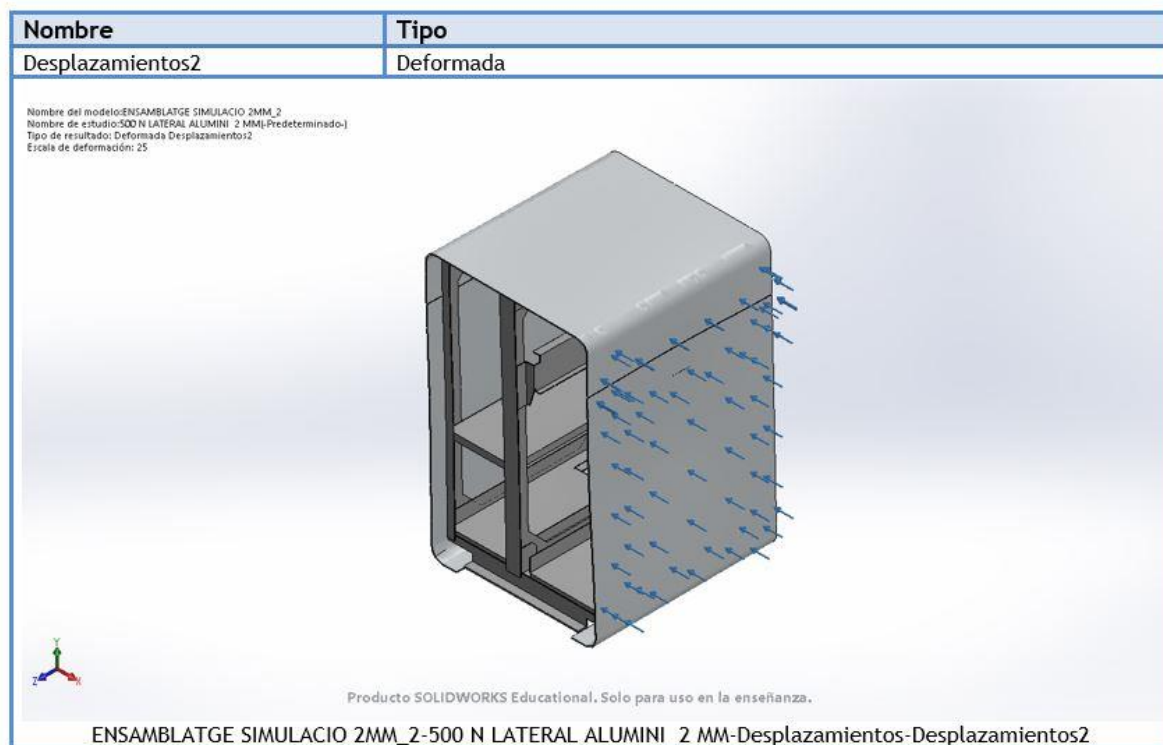 Nombre Tipo
Desplazamientos2 Deformada
Nombre del modelo:ENSAMBLATGE SIMULACIO 2MM_2
Nombre de estudio:500 N LATERAL ALUMINI  2 MM(-Predeterminado-)
Tipo de resultado: Deformada Desplazamientos2
Escala de deformación: 25
Y
Z X
Producto SOLIDWORKS Educational. Solo para uso en la enseñanza.
ENSAMBLATGE SIMULACIO 2MM_2-500 N LATERAL ALUMINI  2 MM-Desplazamientos-Desplazamientos2